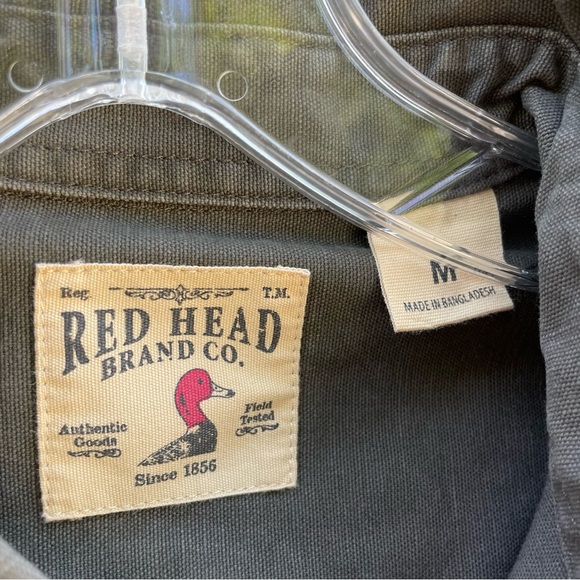 Reg. T.M.
RED HEAD
BRAND CO.
Authentic
Goods
Field
Tested
Since 1856
M
MADE IN BANGLADESH